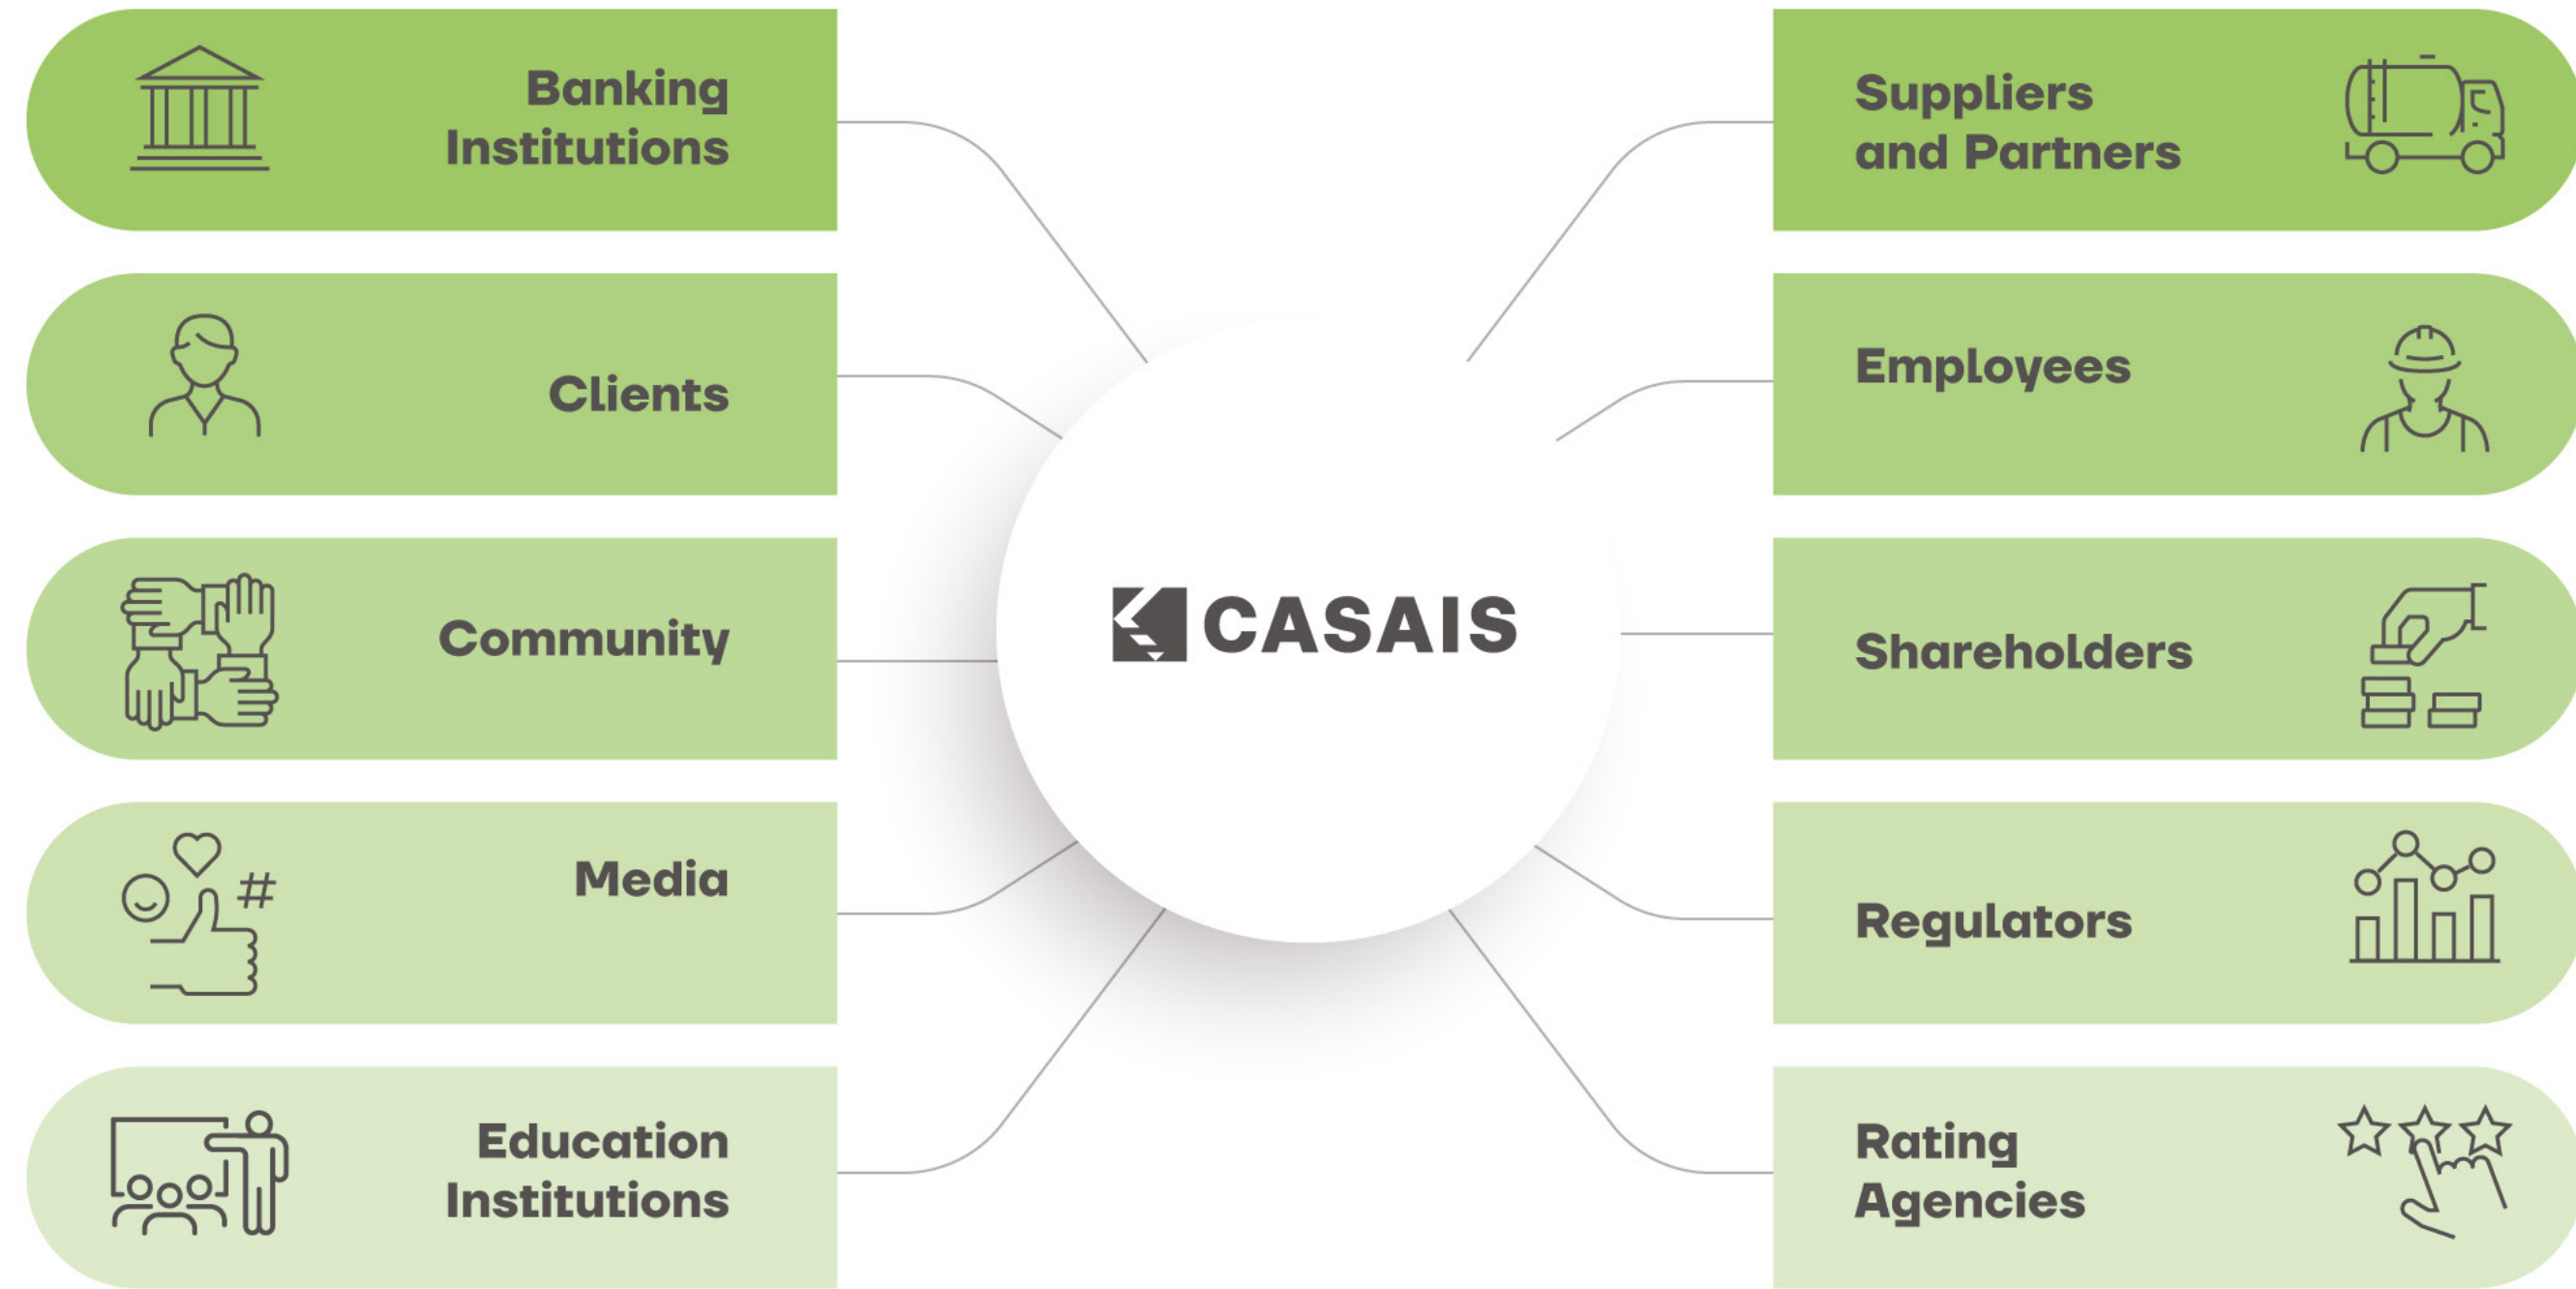 Banking
Institutions
Clients
Community
Media
Education
Institutions
CASAIS
Suppliers
and Partners
Employees
Shareholders
Regulators
Rating
Agencies